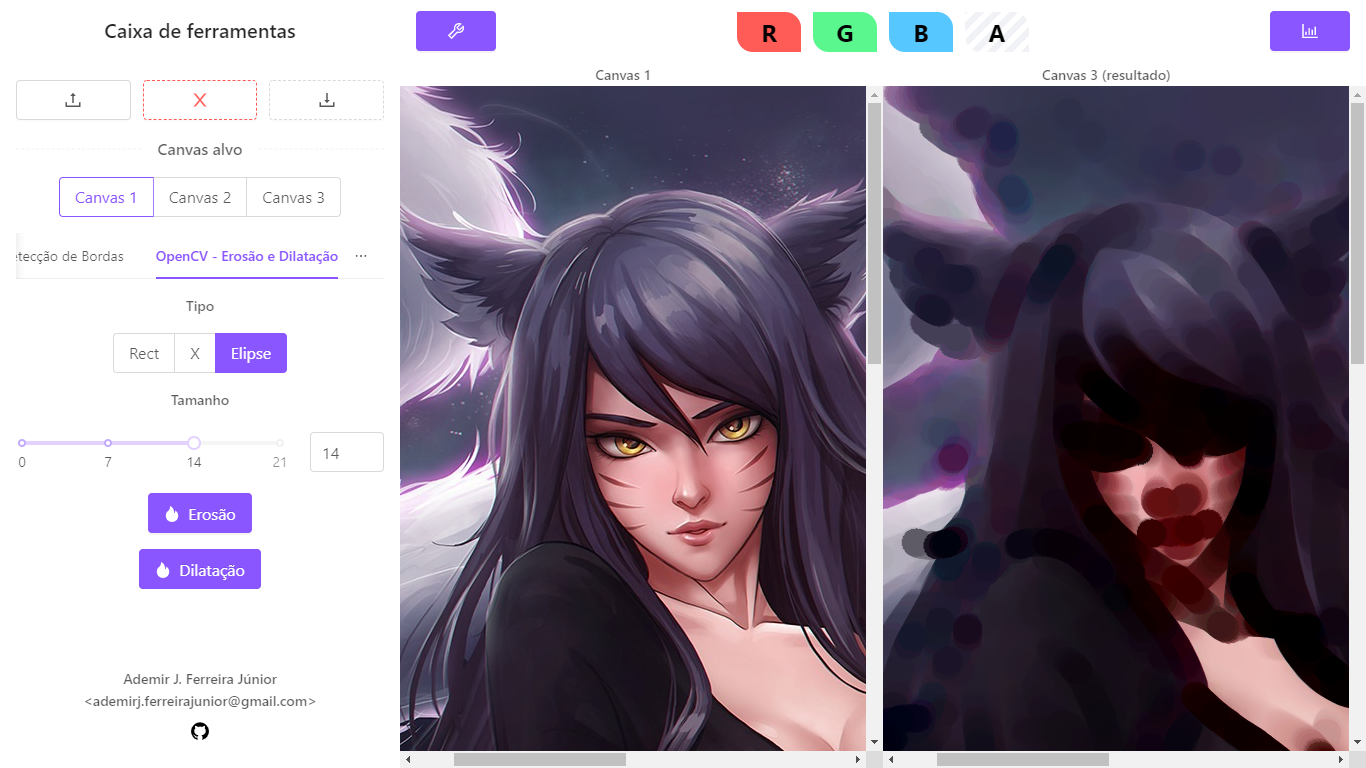 Caixa de ferramentas
R G B A
Canvas 1
Canvas 3 (resultado)
Canvas alvo
Canvas 1 Canvas 2 Canvas 3
etecção de Bordas OpenCV - Erosão e Dilatação ...
Tipo
Rect X Elipse
Tamanho
14
0 7 14 21
Erosão
Dilatação
Ademir J. Ferreira Júnior
<ademirj.ferreirajunior@gmail.com>